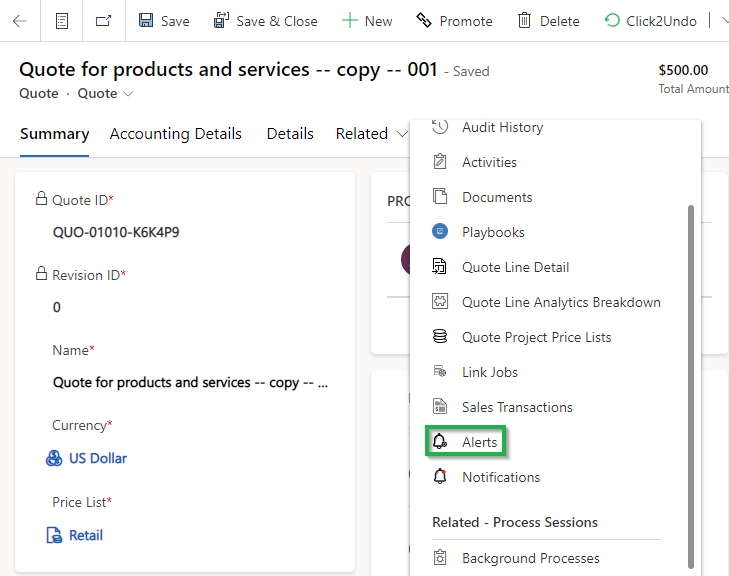 Save
Save & Close
New
Promote
Delete
Click2Undo
Quote for products and services -- copy -- 001 - Saved
Quote · Quote
$500.00
Total Amount
Summary
Accounting Details
Details
Related
Quote ID*
QUO-01010-K6K4P9
Revision ID*
0
Name*
Quote for products and services -- copy -- ...
Currency*
US Dollar
Price List*
Retail
Audit History
Activities
Documents
Playbooks
Quote Line Detail
Quote Line Analytics Breakdown
Quote Project Price Lists
Link Jobs
Sales Transactions
Alerts
Notifications
Related - Process Sessions
Background Processes